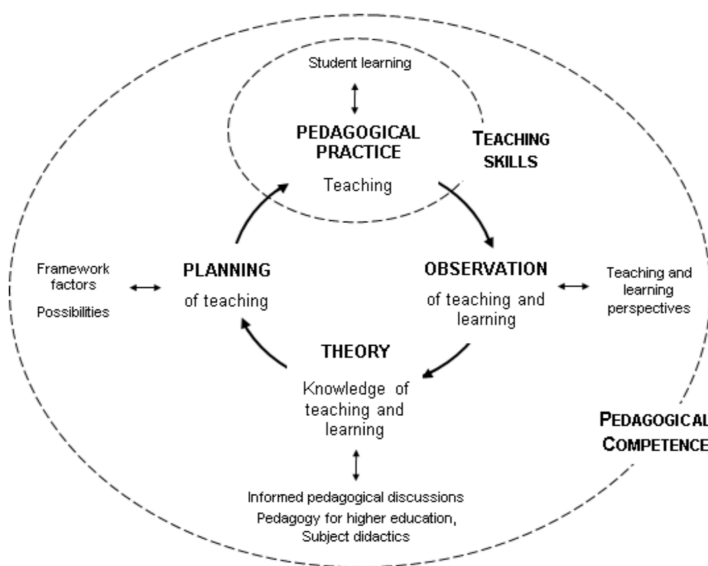 Student learning
PEDAGOGICAL
PRACTICE
Teaching
TEACHING
SKILLS
Framework
factors
Possibilities
PLANNING
of teaching
OBSERVATION
of teaching and
learning
Teaching and
learning
perspectives
THEORY
Knowledge of
teaching and
learning
PEDAGOGICAL
COMPETENCE
Informed pedagogical discussions
Pedagogy for higher education,
Subject didactics